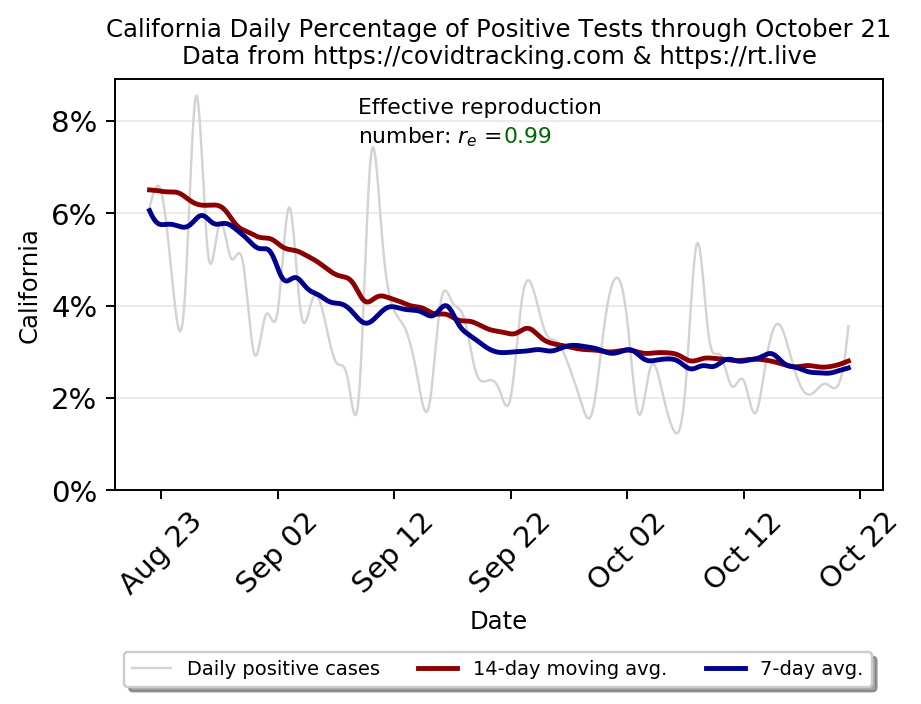 California Daily Percentage of Positive Tests through October 21
Data from https://covidtracking.com & https://rt.live
Effective reproduction
number: r_e = 0.99
8%
6%
4%
2%
0%
California
Aug 23
Sep 02
Sep 12
Sep 22
Oct 02
Oct 12
Oct 22
Date
Daily positive cases
14-day moving avg.
7-day avg.